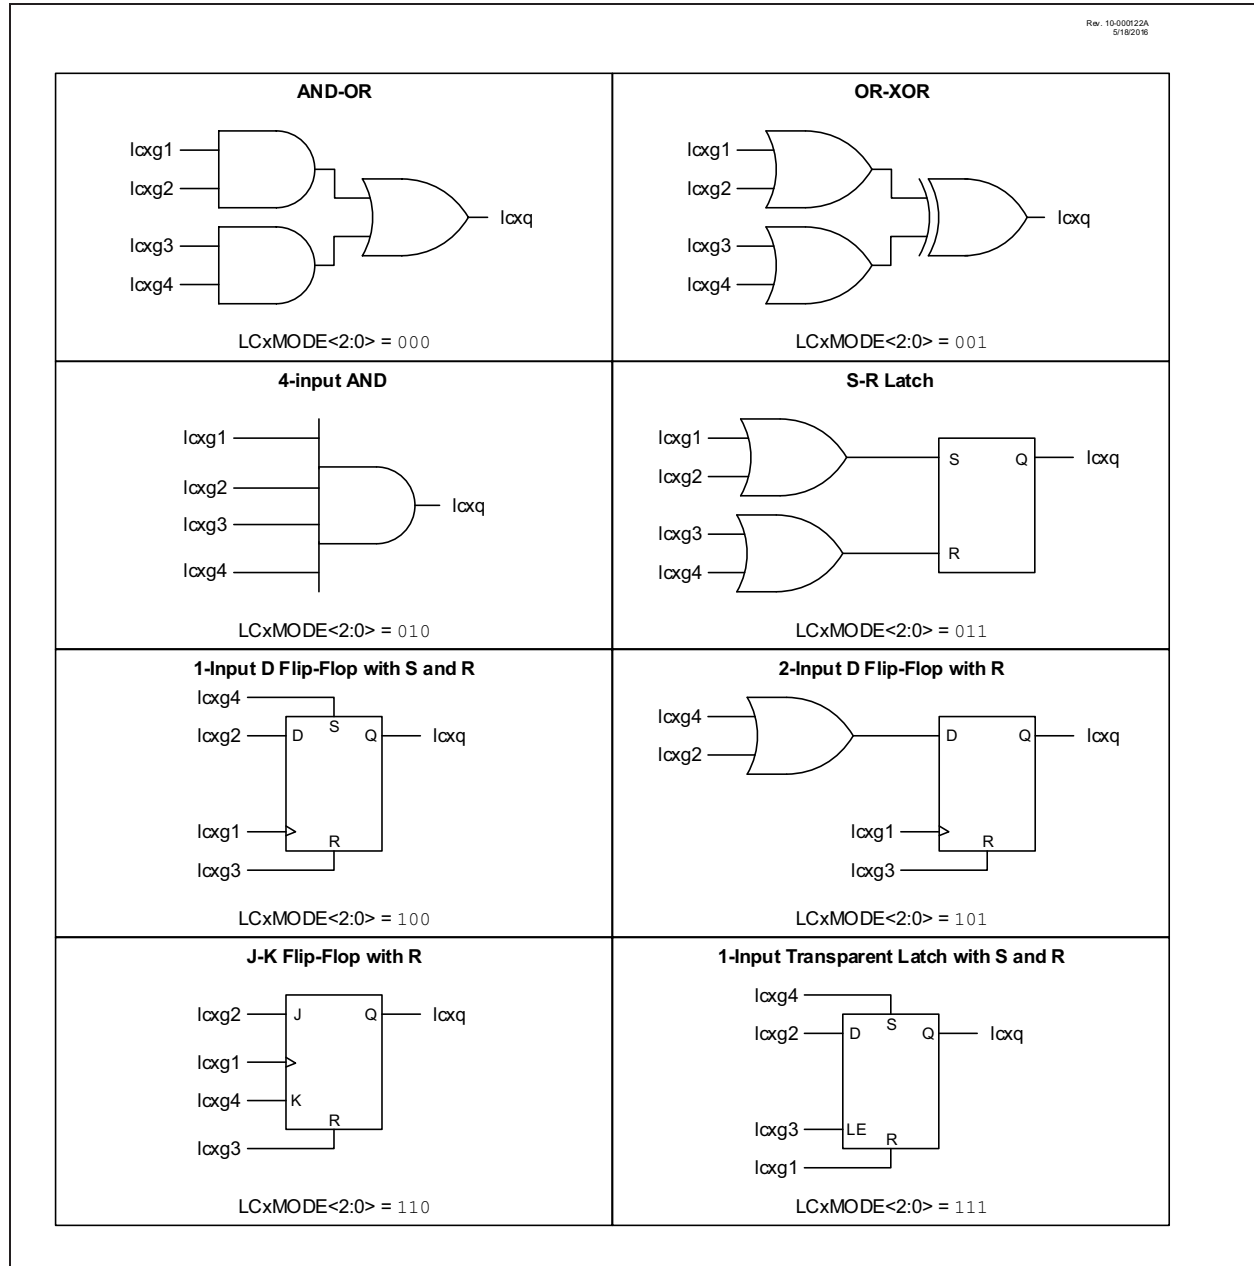 Rev. 10-000122A
5/18/2016
AND-OR
lcxg1
lcxg2
lcxg3
lcxg4
lcxq
LCxMODE<2:0> = 000
OR-XOR
lcxg1
lcxg2
lcxg3
lcxg4
lcxq
LCxMODE<2:0> = 001
4-input AND
lcxg1
lcxg2
lcxg3
lcxg4
lcxq
LCxMODE<2:0> = 010
S-R Latch
lcxg1
lcxg2
lcxg3
lcxg4
S
Q
lcxq
R
LCxMODE<2:0> = 011
1-Input D Flip-Flop with S and R
lcxg4
S
lcxg2
D
Q
lcxq
lcxg1
R
lcxg3
LCxMODE<2:0> = 100
2-Input D Flip-Flop with R
lcxg4
lcxg2
D
Q
lcxq
lcxg1
R
lcxg3
LCxMODE<2:0> = 101
J-K Flip-Flop with R
lcxg2
J
Q
lcxq
lcxg1
lcxg4
K
R
lcxg3
LCxMODE<2:0> = 110
1-Input Transparent Latch with S and R
lcxg4
S
lcxg2
D
Q
lcxq
lcxg3
LE
R
lcxg1
LCxMODE<2:0> = 111